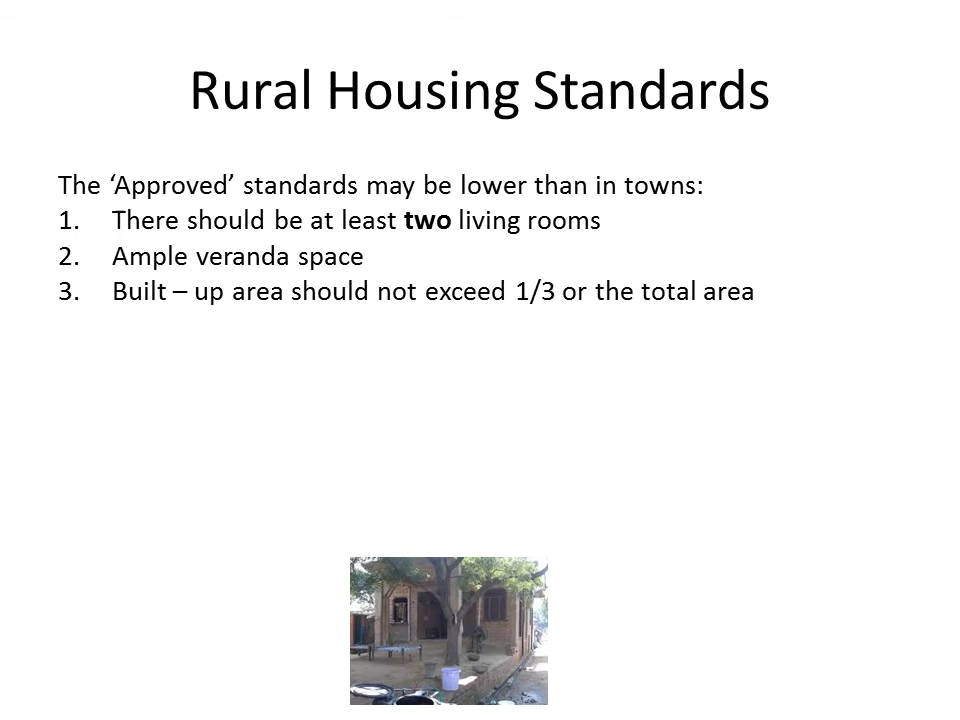 Rural Housing Standards
The ‘Approved’ standards may be lower than in towns:
1. There should be at least two living rooms
2. Ample veranda space
3. Built – up area should not exceed 1/3 or the total area